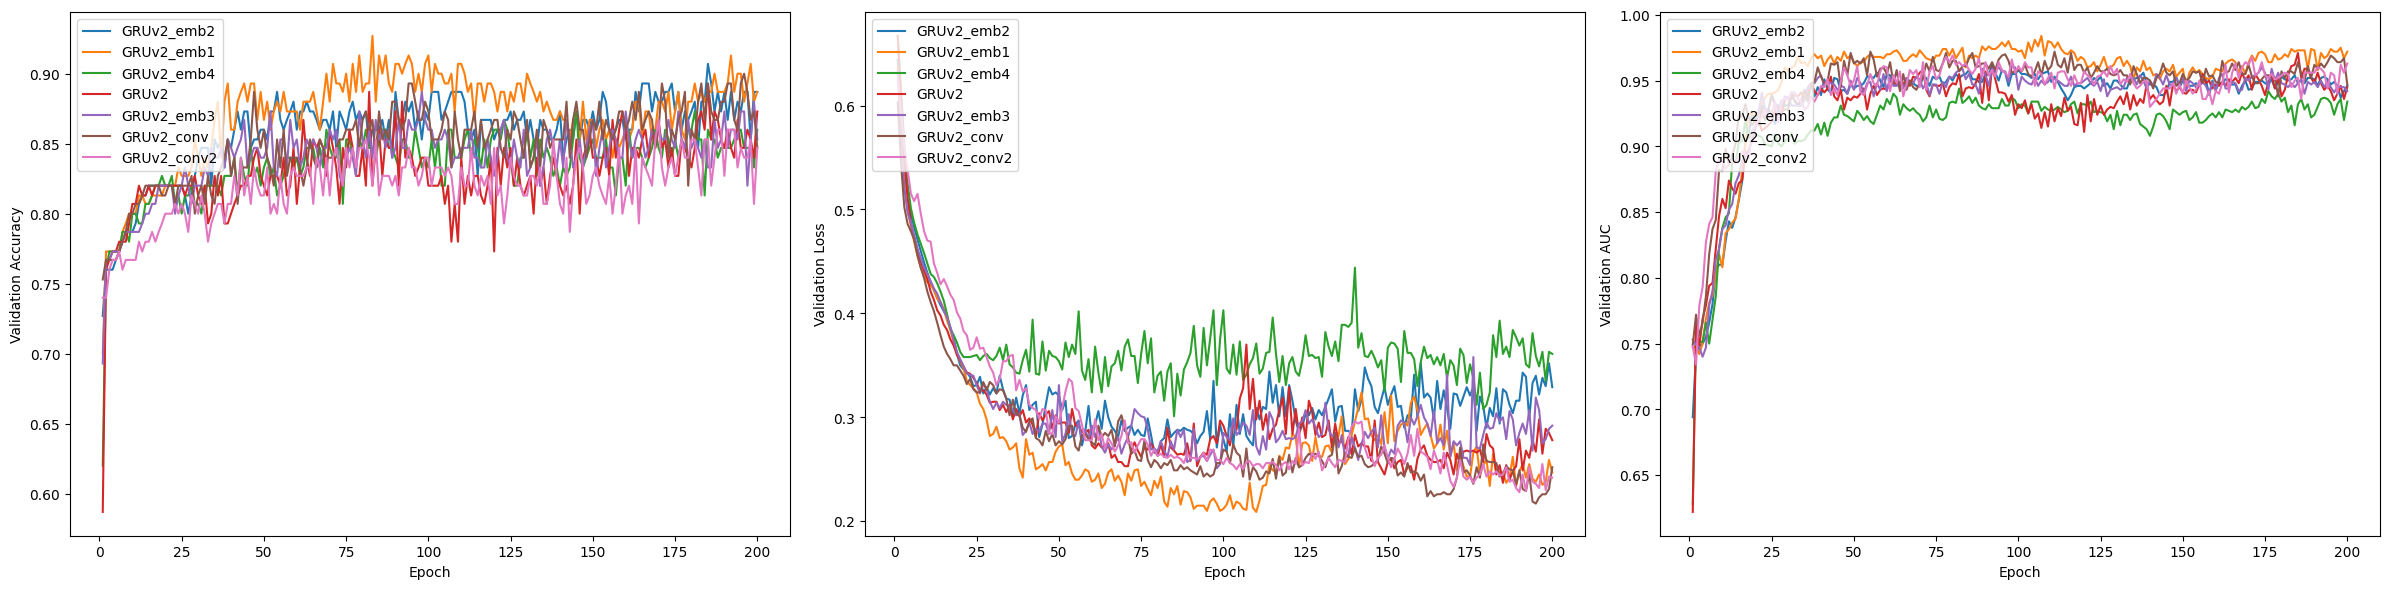 GRUv2_emb2
GRUv2_emb1
GRUv2_emb4
GRUv2
GRUv2_emb3
GRUv2_conv
GRUv2_conv2
Validation Accuracy
0.90
0.85
0.80
0.75
0.70
0.65
0.60
0 25 50 75 100 125 150 175 200
Epoch
GRUv2_emb2
GRUv2_emb1
GRUv2_emb4
GRUv2
GRUv2_emb3
GRUv2_conv
GRUv2_conv2
Validation Loss
0.6
0.5
0.4
0.3
0.2
0 25 50 75 100 125 150 175 200
Epoch
GRUv2_emb2
GRUv2_emb1
GRUv2_emb4
GRUv2
GRUv2_emb3
GRUv2_conv
GRUv2_conv2
Validation AUC
1.00
0.95
0.90
0.85
0.80
0.75
0.70
0.65
0 25 50 75 100 125 150 175 200
Epoch